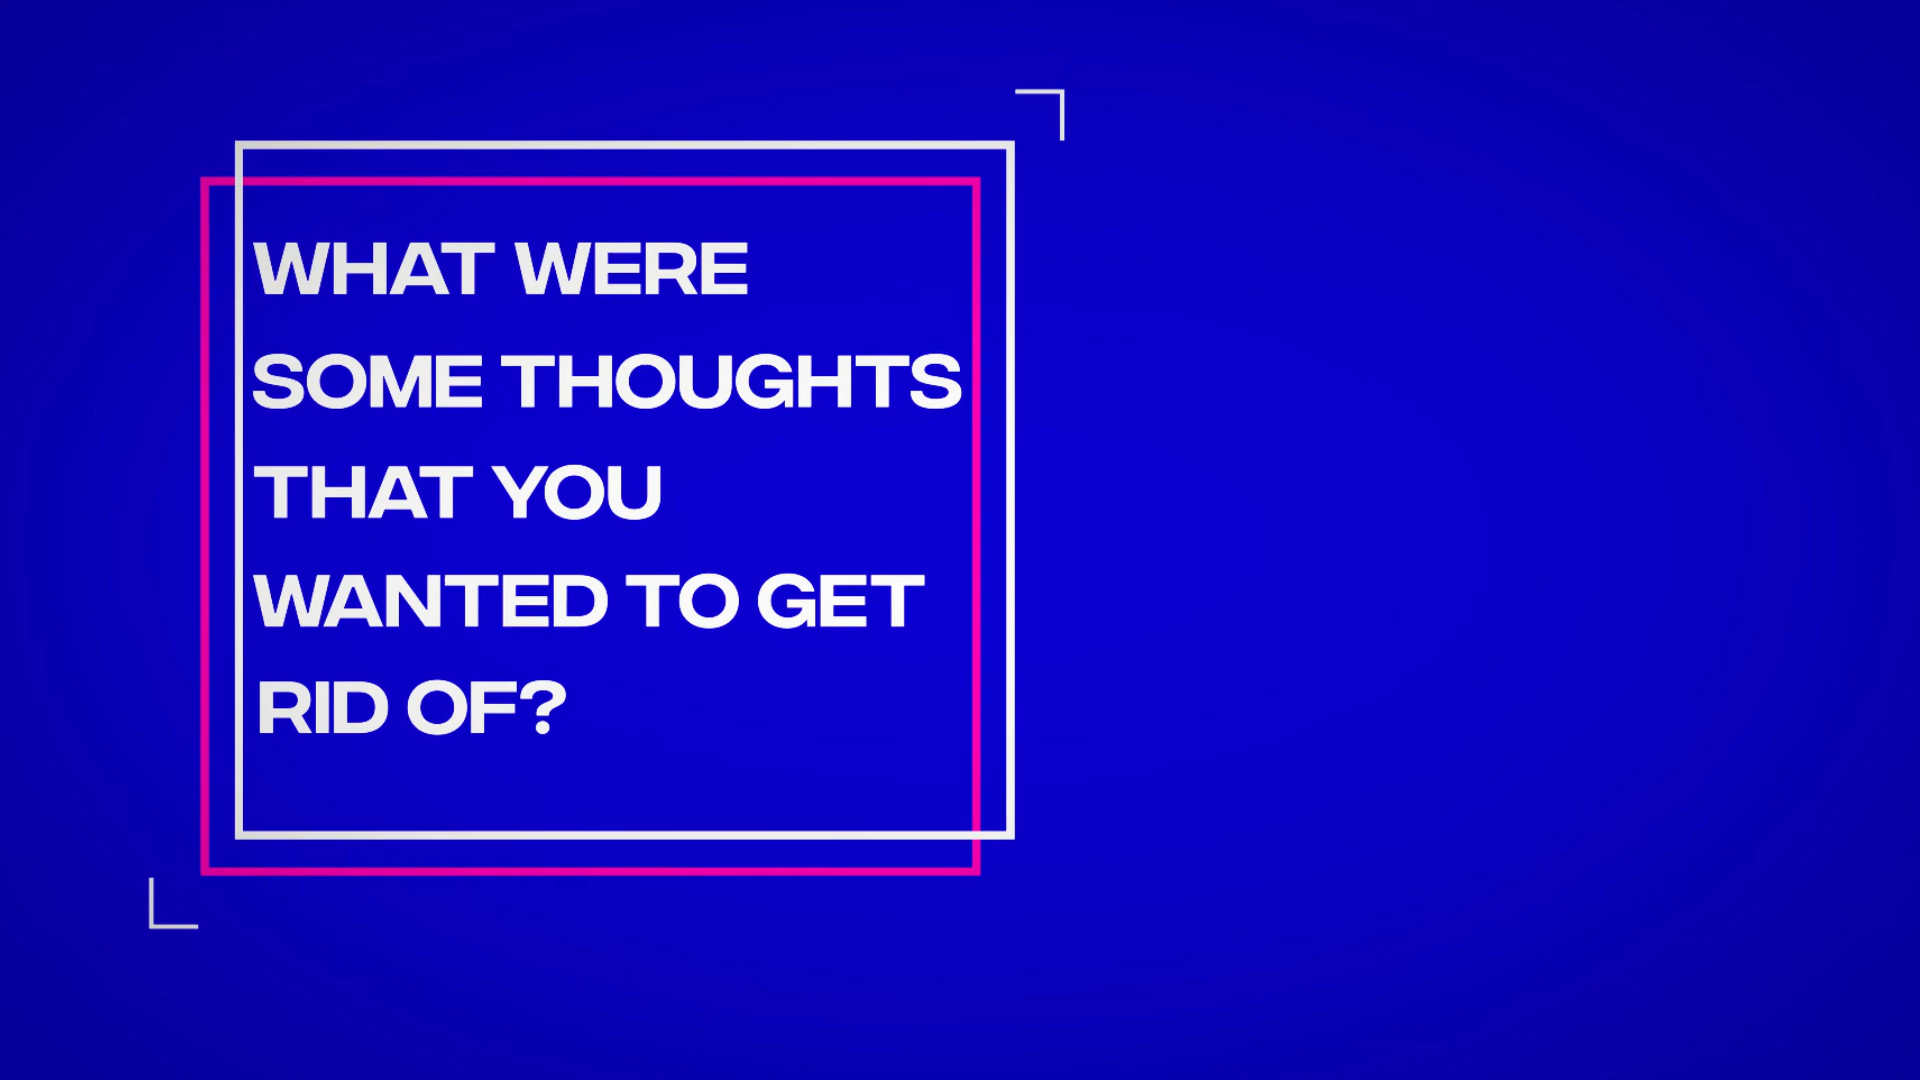 WHAT WERE
SOME THOUGHTS
THAT YOU
WANTED TO GET
RID OF?